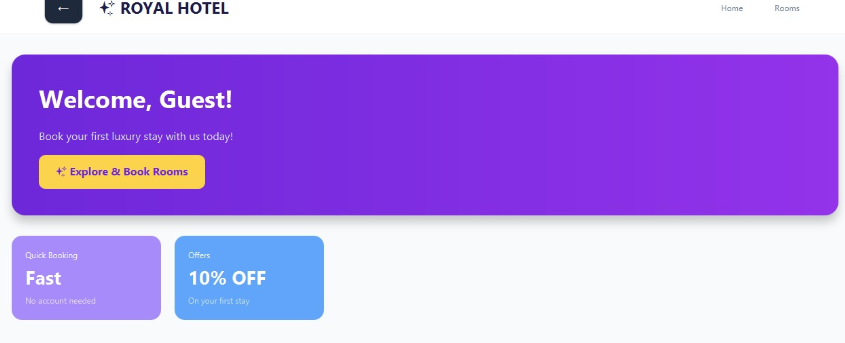 ← ✨ ROYAL HOTEL Home Rooms
Welcome, Guest!
Book your first luxury stay with us today!
✨ Explore & Book Rooms
Quick Booking
Fast
No account needed
Offers
10% OFF
On your first stay